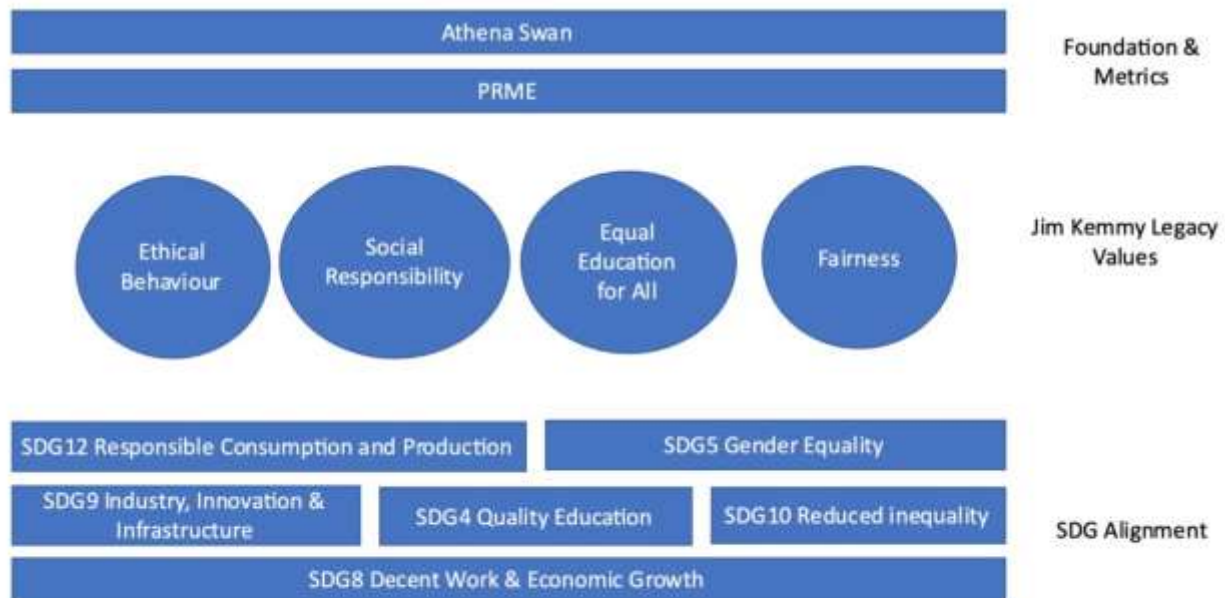 Athena Swan
Foundation &
Metrics
PRME
Ethical
Behaviour
Social
Responsibility
Equal
Education
for All
Fairness
Jim Kemmy Legacy
Values
SDG12 Responsible Consumption and Production
SDG5 Gender Equality
SDG9 Industry, Innovation &
Infrastructure
SDG4 Quality Education
SDG10 Reduced inequality
SDG Alignment
SDG8 Decent Work & Economic Growth